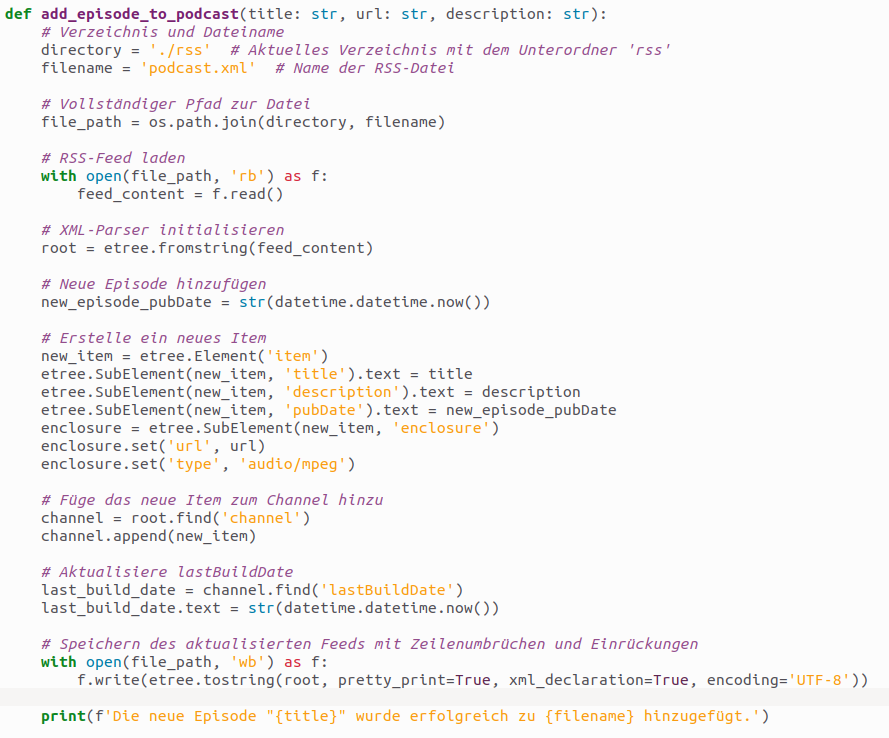 def add_episode_to_podcast(title: str, url: str, description: str):
    # Verzeichnis und Dateiname
    directory = './rss'  # Aktuelles Verzeichnis mit dem Unterordner 'rss'
    filename = 'podcast.xml'  # Name der RSS-Datei

    # Vollständiger Pfad zur Datei
    file_path = os.path.join(directory, filename)

    # RSS-Feed laden
    with open(file_path, 'rb') as f:
        feed_content = f.read()

    # XML-Parser initialisieren
    root = etree.fromstring(feed_content)

    # Neue Episode hinzufügen
    new_episode_pubDate = str(datetime.datetime.now())

    # Erstelle ein neues Item
    new_item = etree.Element('item')
    etree.SubElement(new_item, 'title').text = title
    etree.SubElement(new_item, 'description').text = description
    etree.SubElement(new_item, 'pubDate').text = new_episode_pubDate
    enclosure = etree.SubElement(new_item, 'enclosure')
    enclosure.set('url', url)
    enclosure.set('type', 'audio/mpeg')

    # Füge das neue Item zum Channel hinzu
    channel = root.find('channel')
    channel.append(new_item)

    # Aktualisiere lastBuildDate
    last_build_date = channel.find('lastBuildDate')
    last_build_date.text = str(datetime.datetime.now())

    # Speichern des aktualisierten Feeds mit Zeilenumbrüchen und Einrückungen
    with open(file_path, 'wb') as f:
        f.write(etree.tostring(root, pretty_print=True, xml_declaration=True, encoding='UTF-8'))

    print(f'Die neue Episode "{title}" wurde erfolgreich zu {filename} hinzugefügt.')